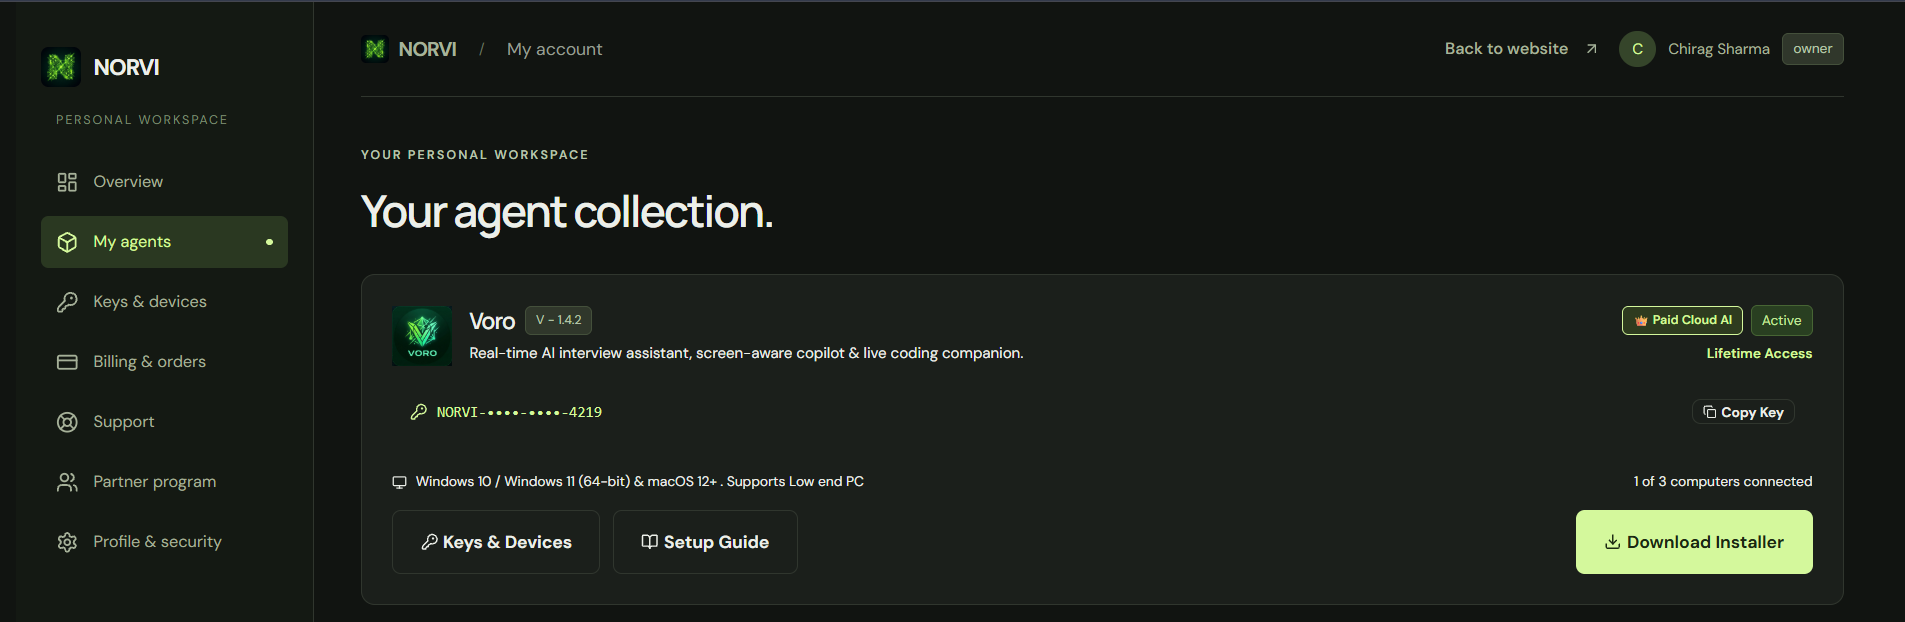 NORVI
PERSONAL WORKSPACE
Overview
My agents
Keys & devices
Billing & orders
Support
Partner program
Profile & security
NORVI / My account
Back to website ↗ C Chirag Sharma owner
YOUR PERSONAL WORKSPACE
Your agent collection.
VORO
Voro V - 1.4.2
Paid Cloud AI Active
Real-time AI interview assistant, screen-aware copilot & live coding companion.
Lifetime Access
NORVI-••••-••••-4219
Copy Key
Windows 10 / Windows 11 (64-bit) & macOS 12+ . Supports Low end PC
1 of 3 computers connected
Keys & Devices
Setup Guide
Download Installer